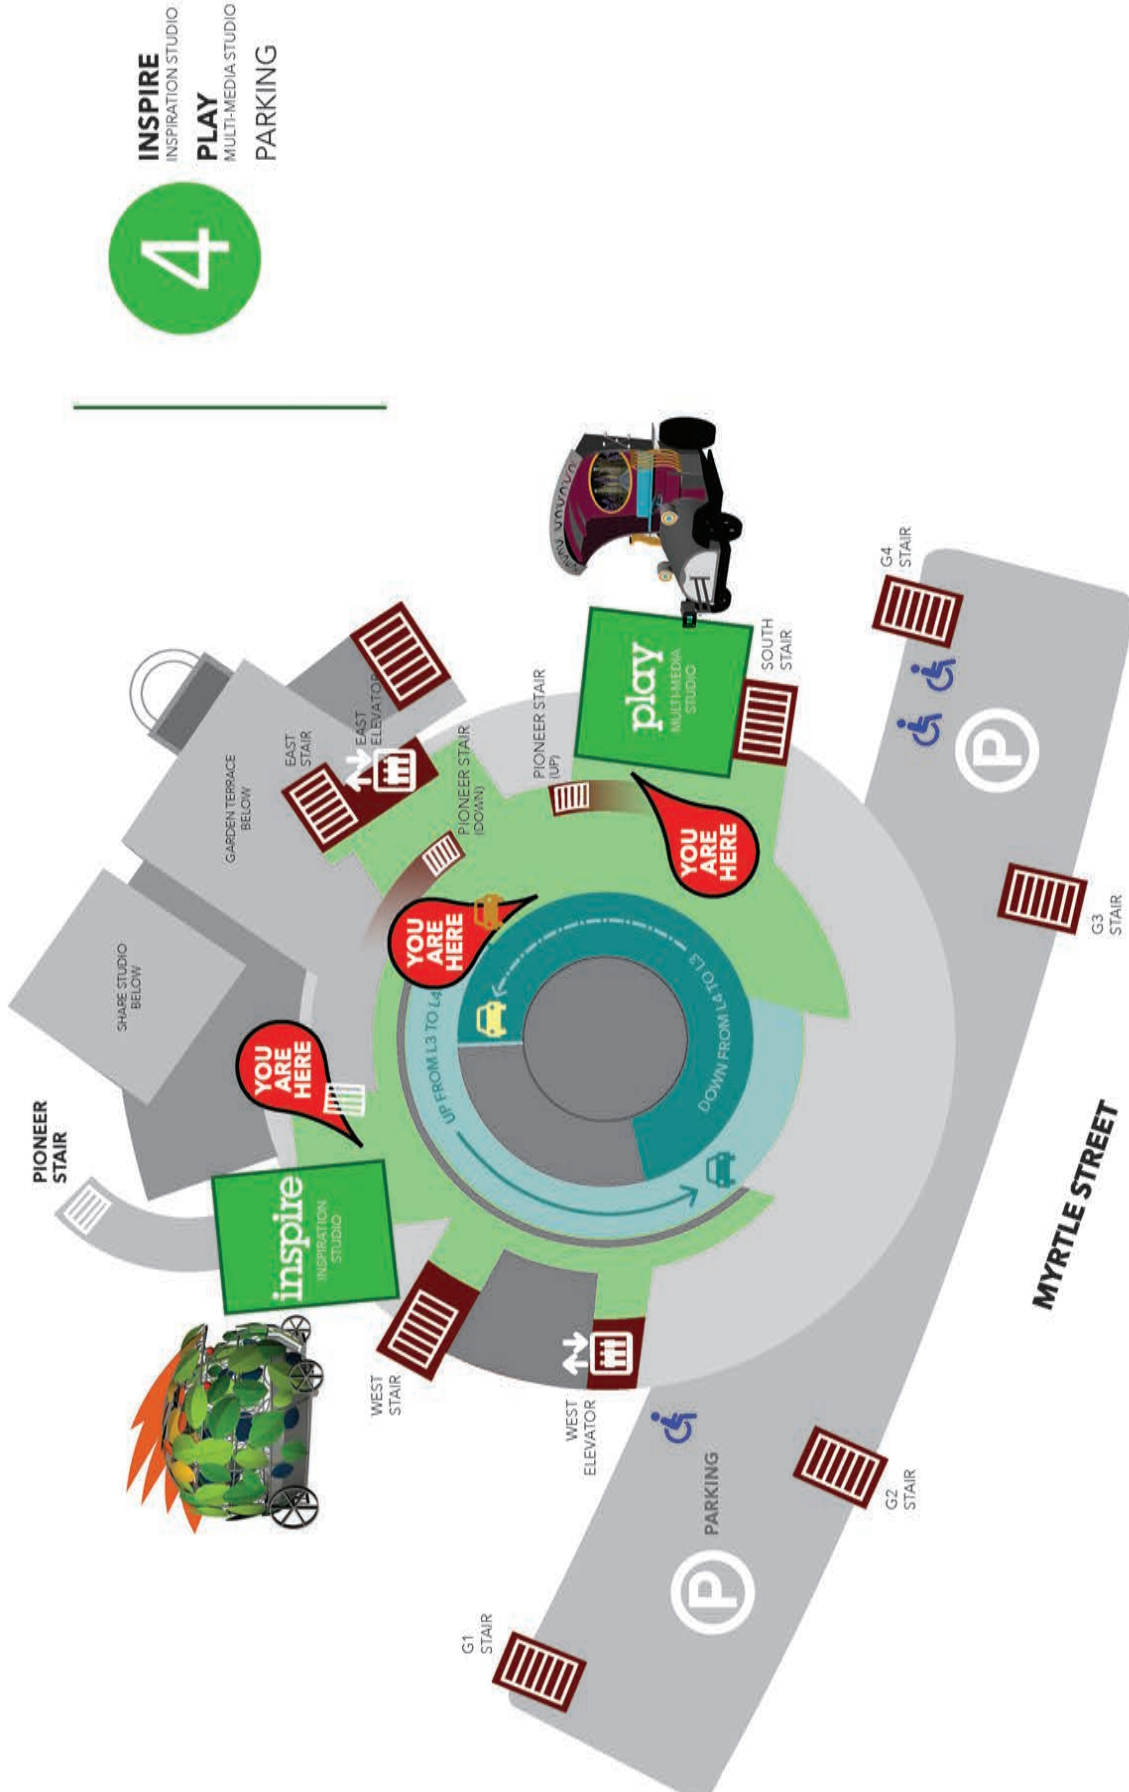 4
INSPIRE
INSPIRATION STUDIO
PLAY
MULTI-MEDIA STUDIO
PARKING
PIONEER
STAIR
SHARE STUDIO
BELOW
GARDEN TERRACE
BELOW
EAST
STAIR
EAST
ELEVATOR
PIONEER STAIR
(DOWN)
PIONEER STAIR
(UP)
YOU
ARE
HERE
YOU
ARE
HERE
YOU
ARE
HERE
inspire
INSPIRATION
STUDIO
play
MULTI-MEDIA
STUDIO
SOUTH
STAIR
UP FROM L3 TO L4
DOWN FROM L4 TO L3
WEST
STAIR
WEST
ELEVATOR
G1
STAIR
P
PARKING
G2
STAIR
G3
STAIR
P
G4
STAIR
MYRTLE STREET